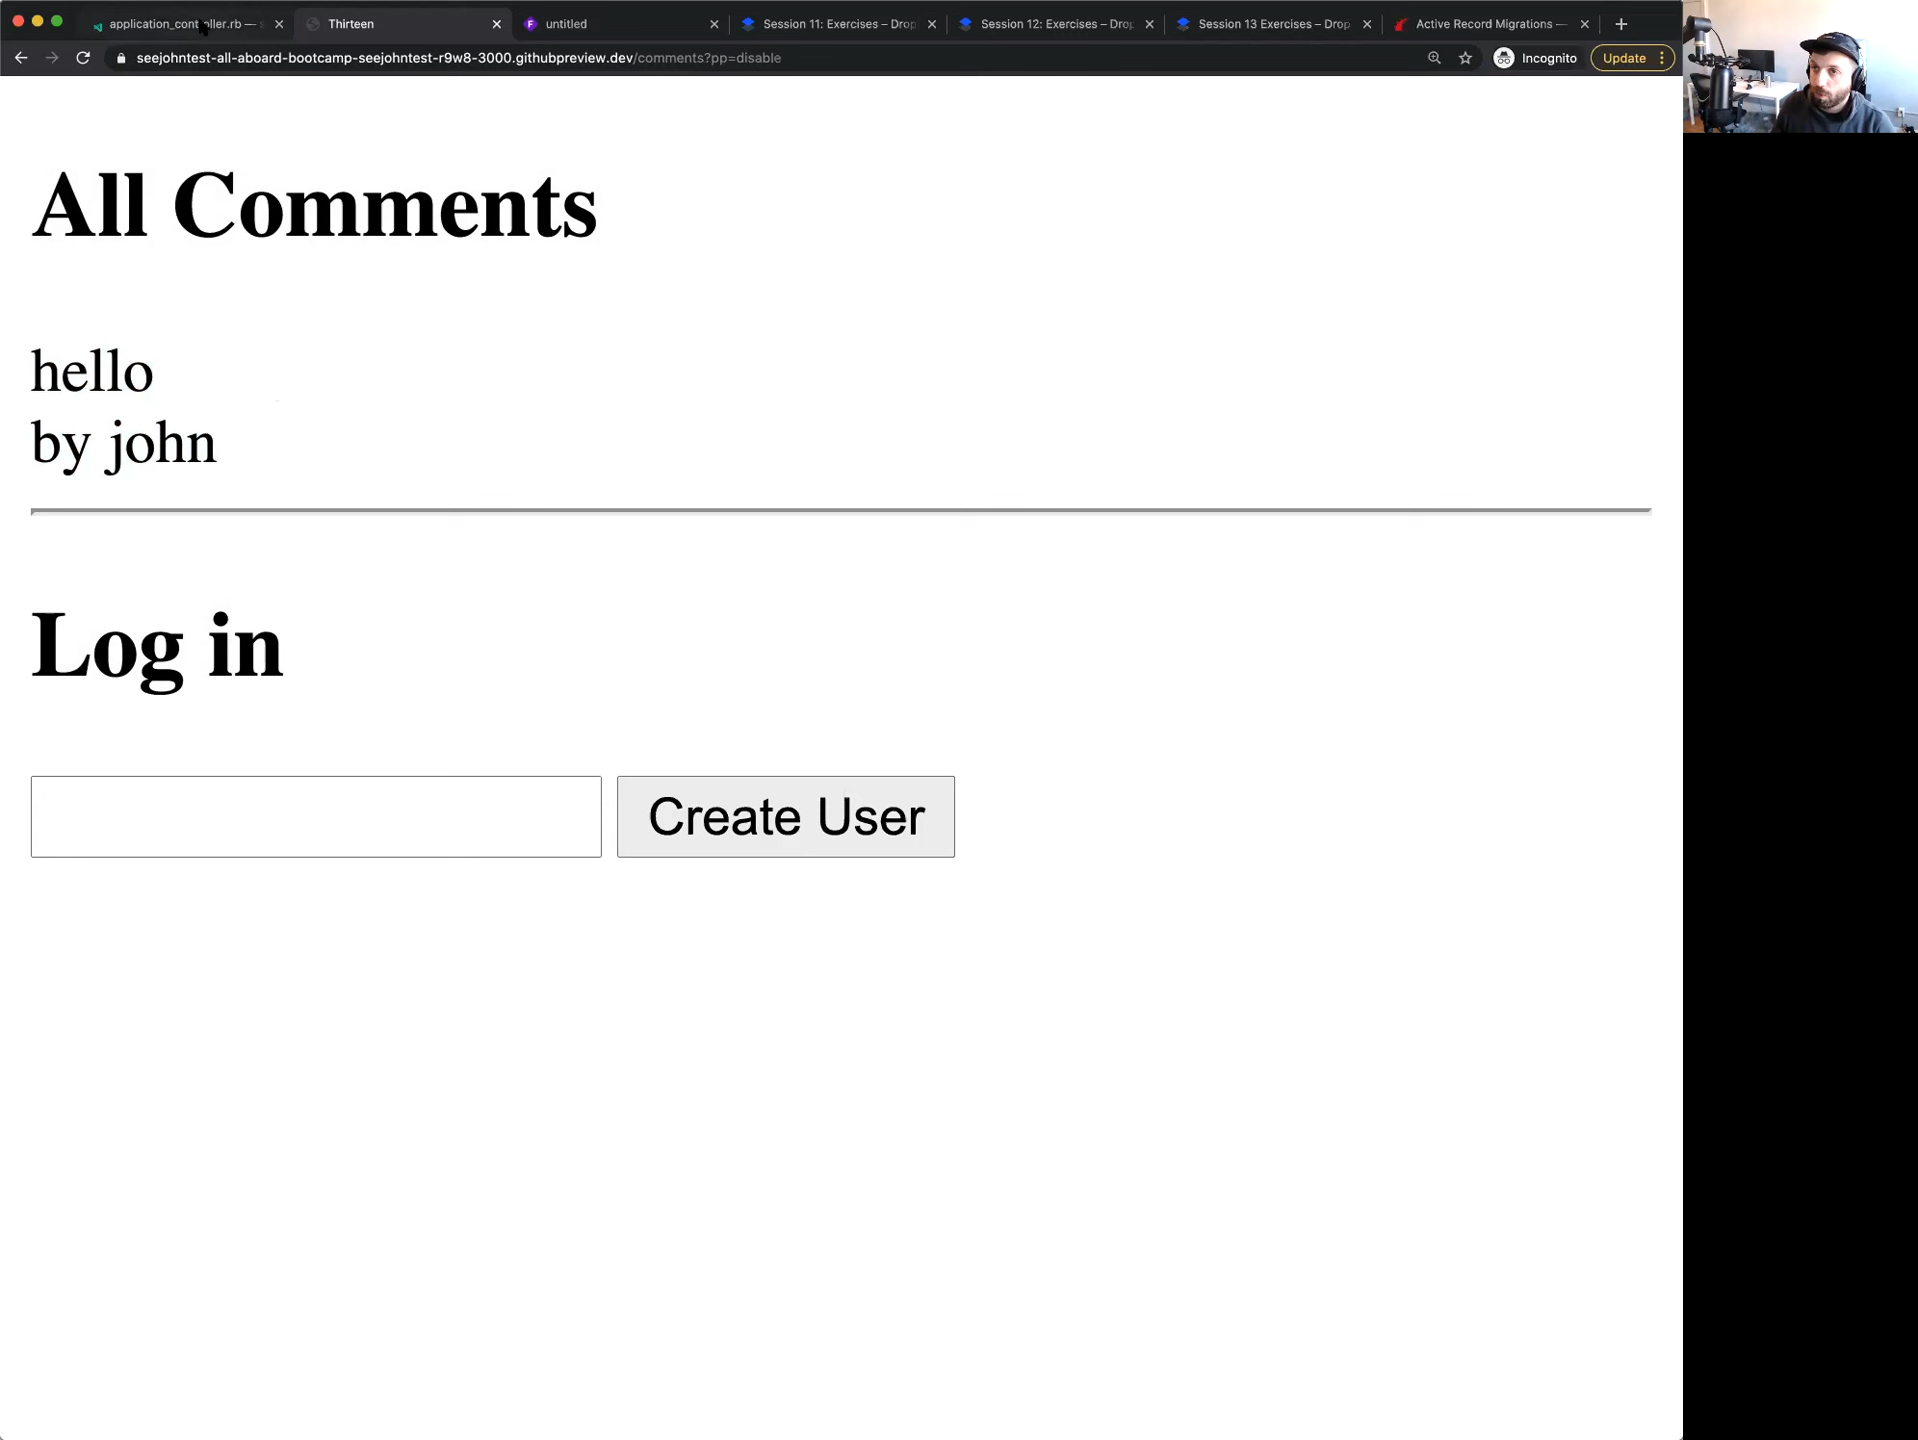 application_controller.rb — s
Thirteen
untitled
Session 11: Exercises – Drop
Session 12: Exercises – Drop
Session 13 Exercises – Drop
Active Record Migrations —
seejohntest-all-aboard-bootcamp-seejohntest-r9w8-3000.githubpreview.dev/comments?pp=disable
Incognito
Update
All Comments
hello
by john
Log in
Create User